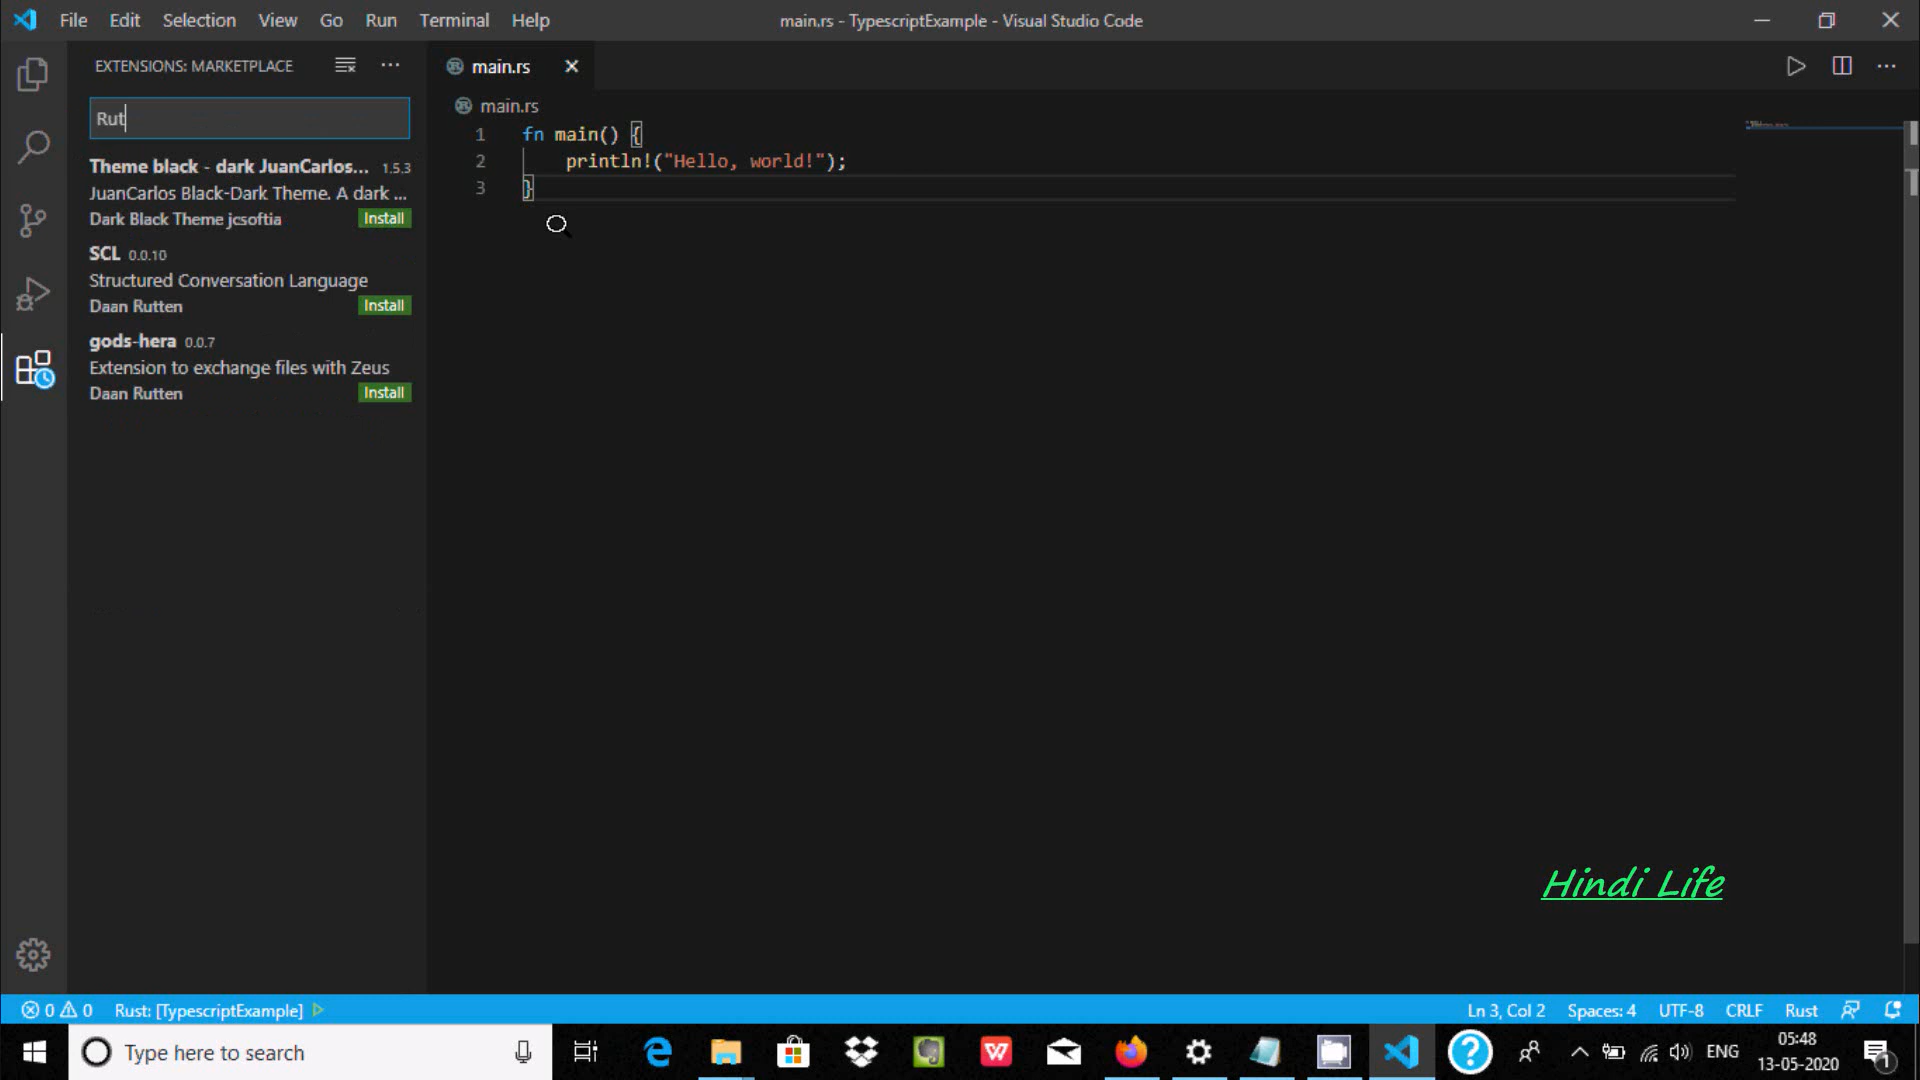 File Edit Selection View Go Run Terminal Help
main.rs - TypescriptExample - Visual Studio Code
EXTENSIONS: MARKETPLACE
Rut
Theme black - dark JuanCarlos... 1.5.3
JuanCarlos Black-Dark Theme. A dark ...
Dark Black Theme jcsoftia Install
SCL 0.0.10
Structured Conversation Language
Daan Rutten Install
gods-hera 0.0.7
Extension to exchange files with Zeus
Daan Rutten Install
main.rs
main.rs
1 fn main() {
2 println!("Hello, world!");
3 }
Hindi Life
0 0 Rust: [TypescriptExample]
Ln 3, Col 2 Spaces: 4 UTF-8 CRLF Rust
Type here to search
W
?
ENG
05:48
13-05-2020
1